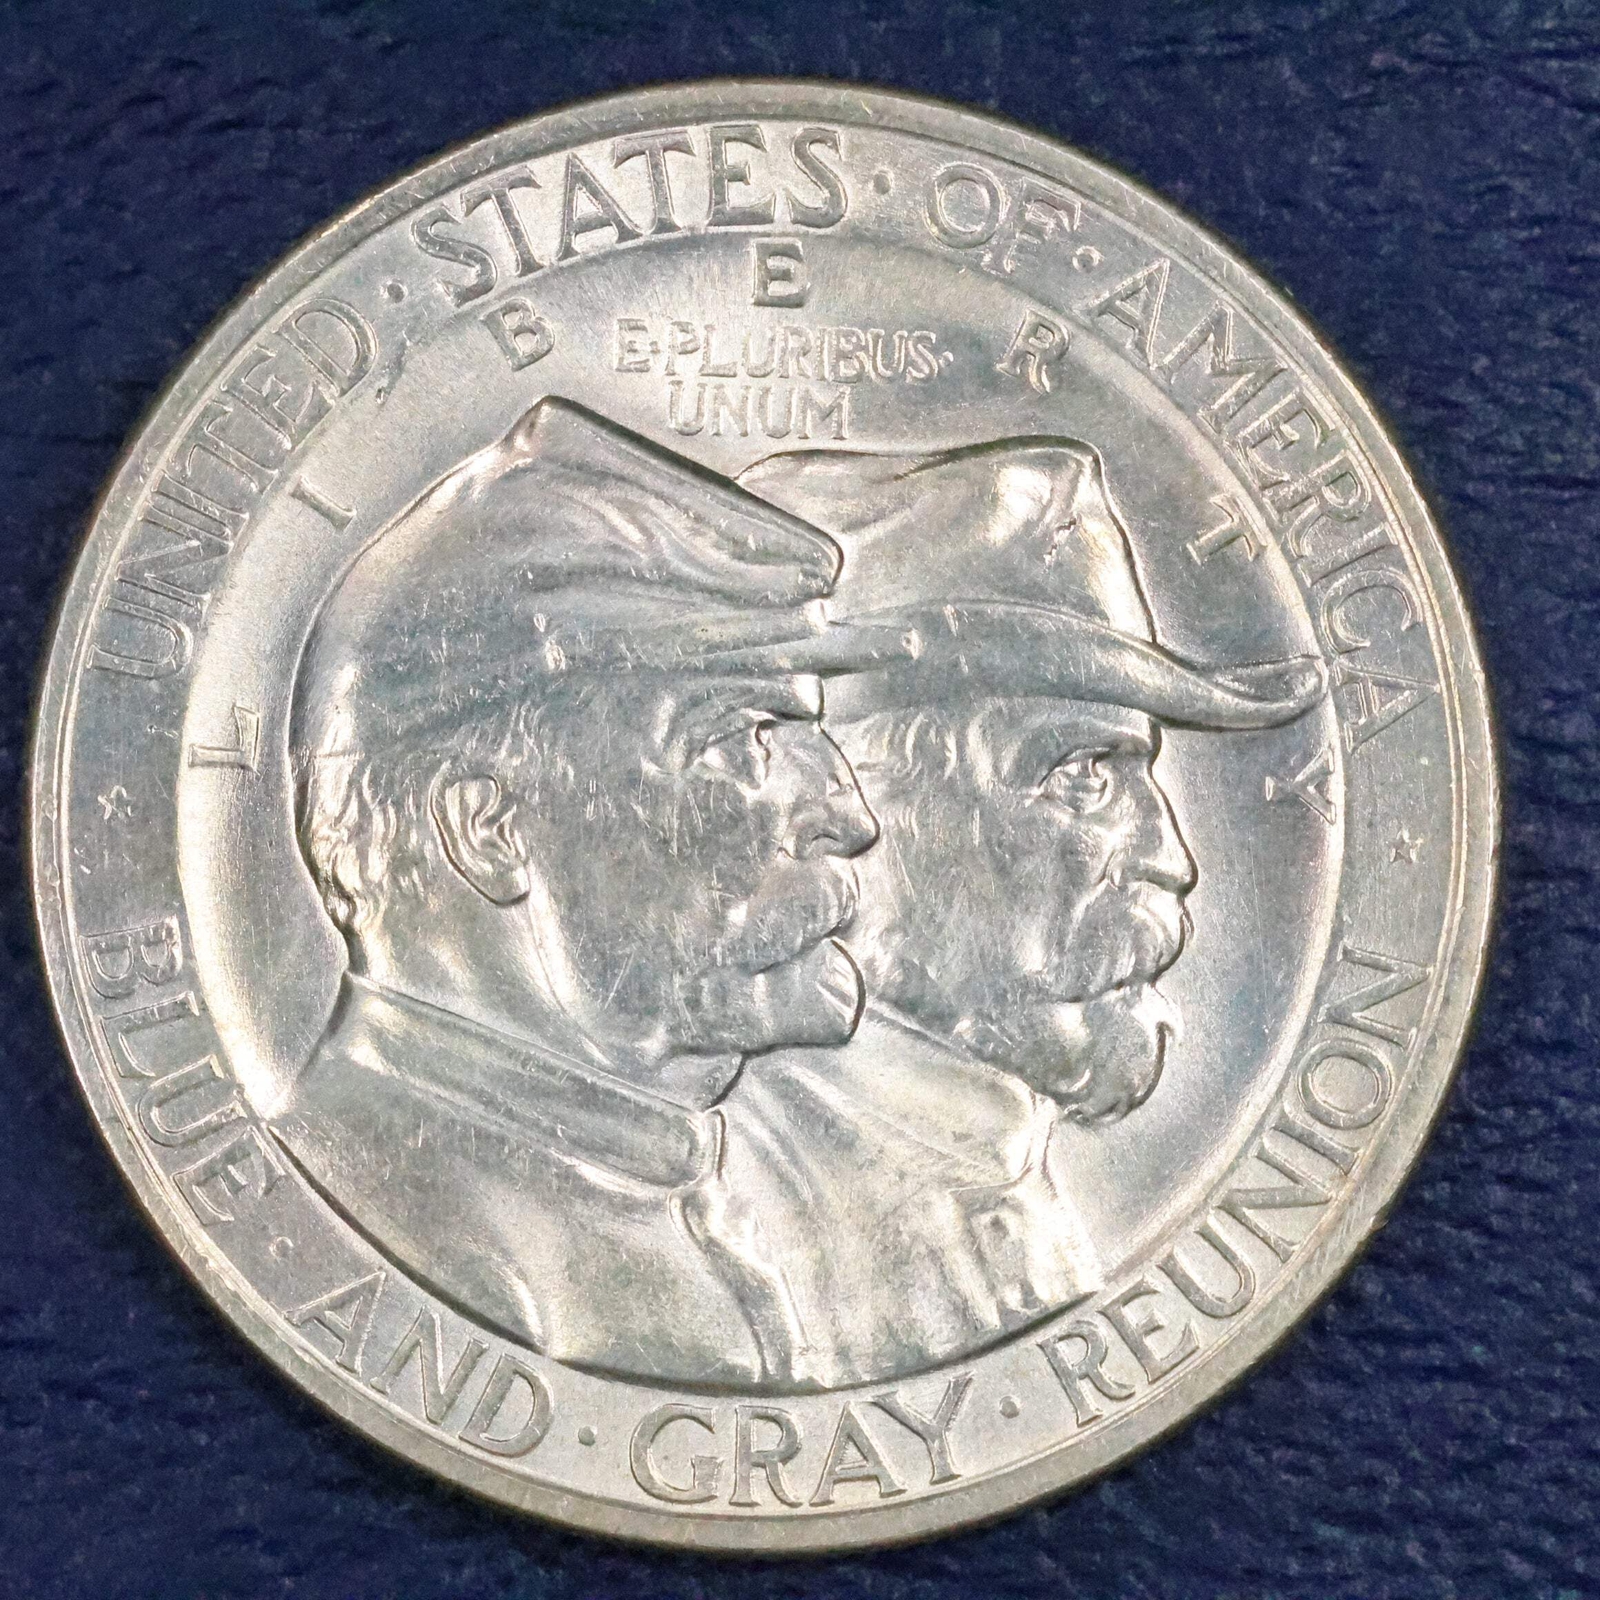 UNITED · STATES · OF · AMERICA
LIBERTY
E·PLURIBUS·
UNUM
BLUE · AND · GRAY · REUNION